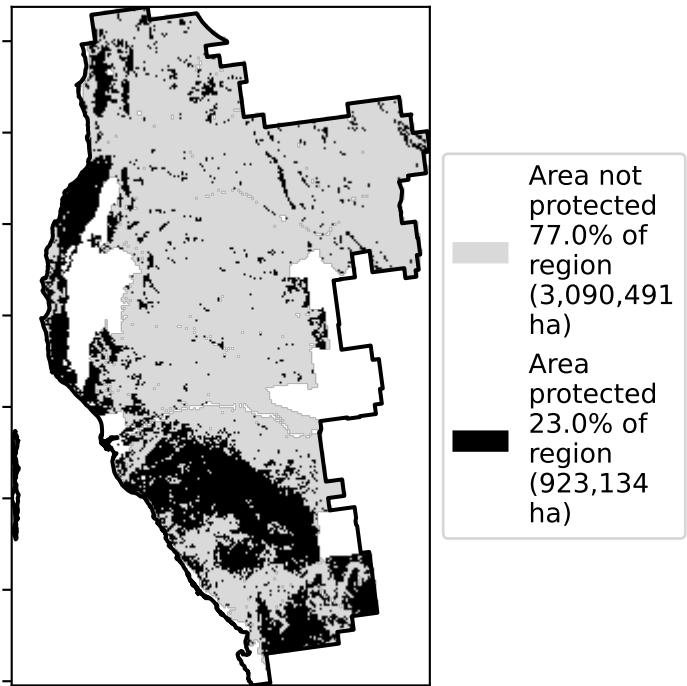 Area not
protected
77.0% of
region
(3,090,491
ha)
Area
protected
23.0% of
region
(923,134
ha)